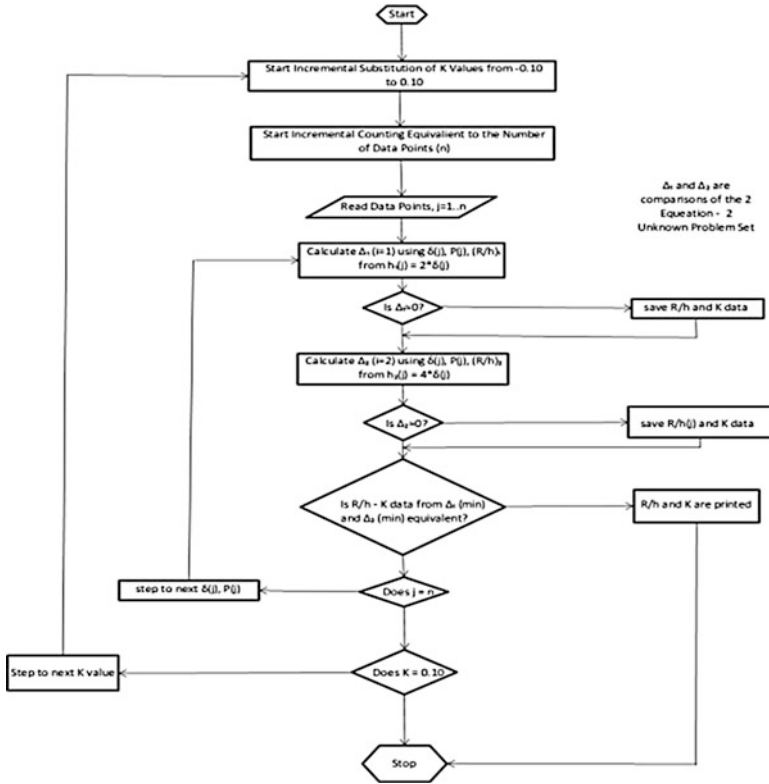 Start
Start Incremental Substitution of K Values from -0.10
to 0.10
Start Incremental Counting Equivalient to the Number
of Data Points (n)
Read Data Points, j=1..n
Δ₁ and Δ₂ are
comparisons of the 2
Equeation - 2
Unknown Problem Set
Calculate Δ₁ (i=1) using δ(j), P(j), (R/h)₁
from h₁(j) = 2*δ(j)
Is Δ₁≈0?
save R/h and K data
Calculate Δ₂ (i=2) using δ(j), P(j), (R/h)₂
from h₂(j) = 4*δ(j)
Is Δ₂≈0?
save R/h(j) and K data
Is R/h - K data from Δ₁ (min)
and Δ₂ (min) equivalent?
R/h and K are printed
step to next δ(j), P(j)
Does j = n
Step to next K value
Does K = 0.10
Stop